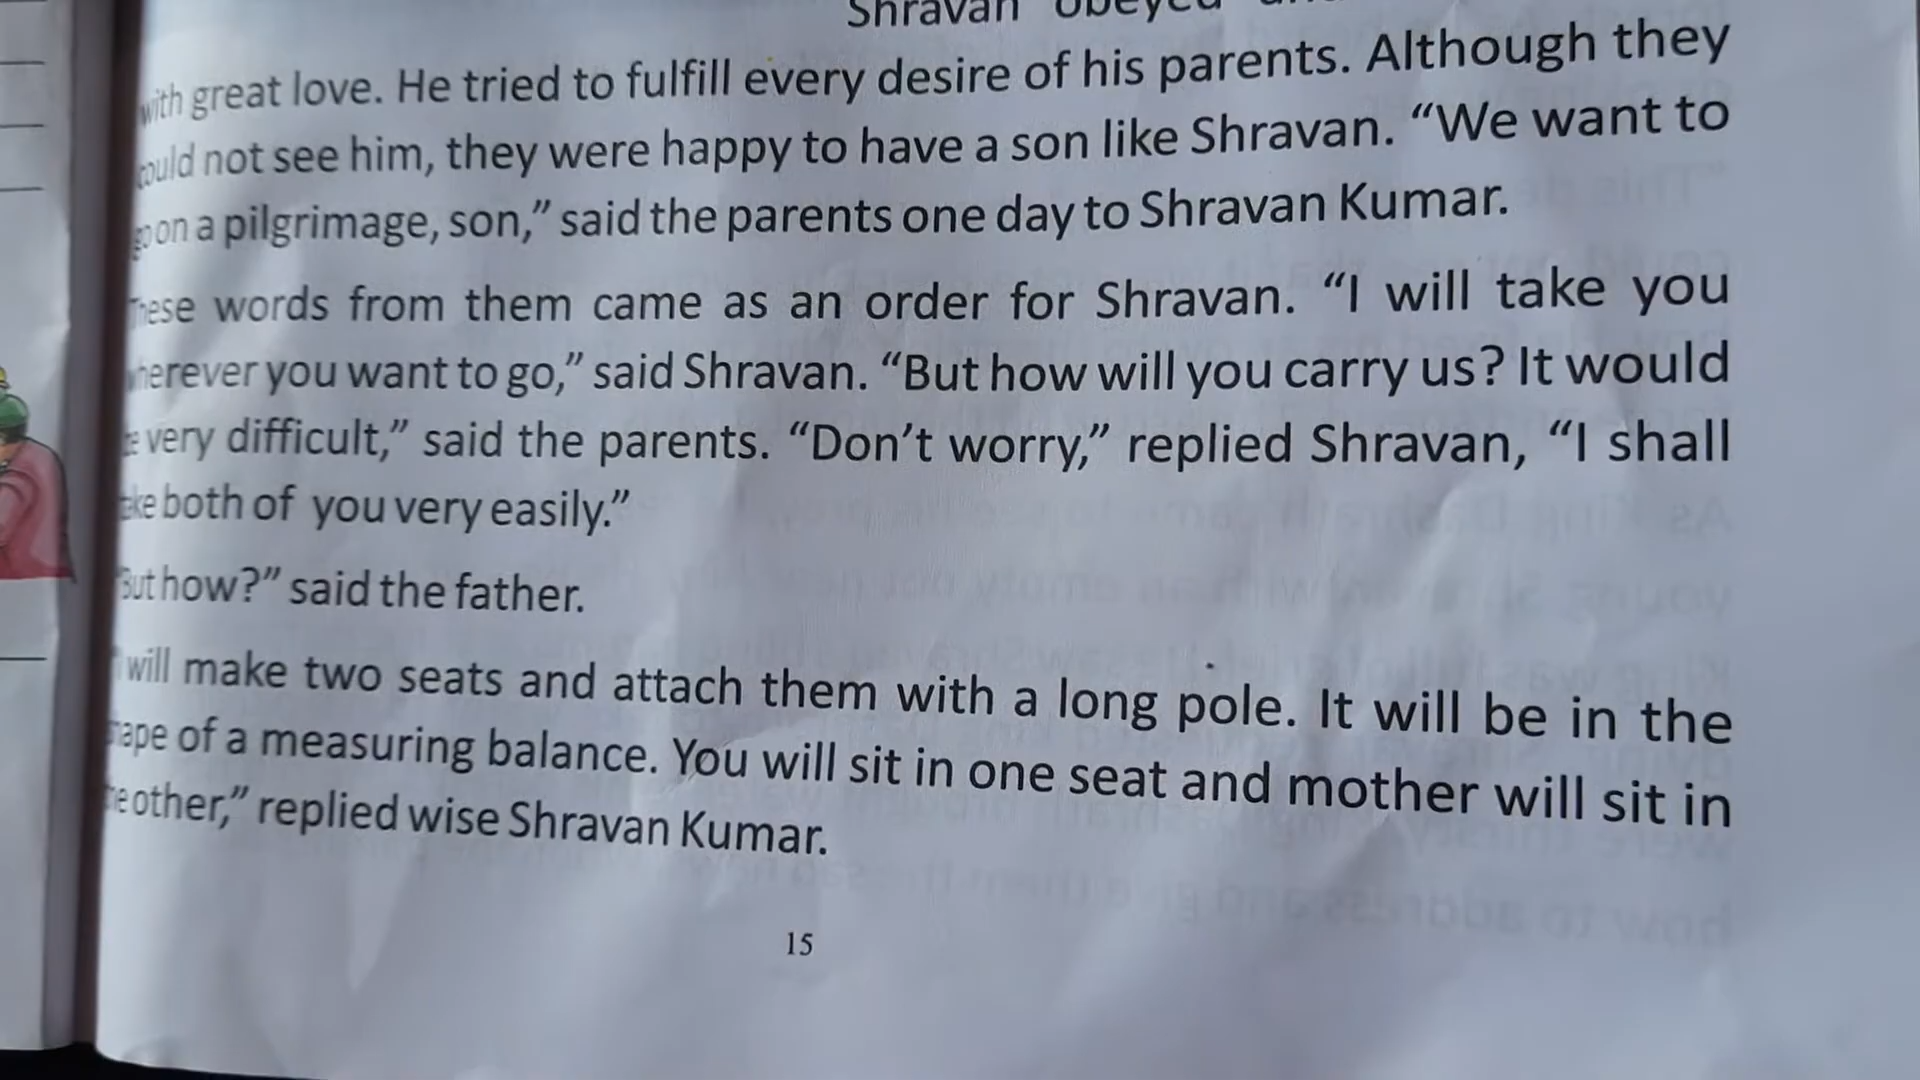 Shravan obeyed
with great love. He tried to fulfill every desire of his parents. Although they
could not see him, they were happy to have a son like Shravan. “We want to
go on a pilgrimage, son,” said the parents one day to Shravan Kumar.
These words from them came as an order for Shravan. “I will take you
wherever you want to go,” said Shravan. “But how will you carry us? It would
be very difficult,” said the parents. “Don’t worry,” replied Shravan, “I shall
take both of you very easily.”
“But how?” said the father.
“I will make two seats and attach them with a long pole. It will be in the
shape of a measuring balance. You will sit in one seat and mother will sit in
the other,” replied wise Shravan Kumar.
15